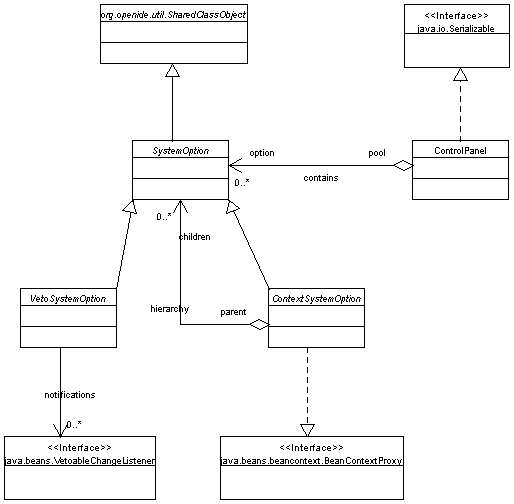 org.openide.util.SharedClassObject
<<Interface>>
java.io.Serializable
SystemOption
option
pool
ControlPanel
0..*
contains
0..*
children
VetoSystemOption
hierarchy
parent
ContextSystemOption
notifications
0..*
<<Interface>>
java.beans.VetoableChangeListener
<<Interface>>
java.beans.beancontext.BeanContextProxy